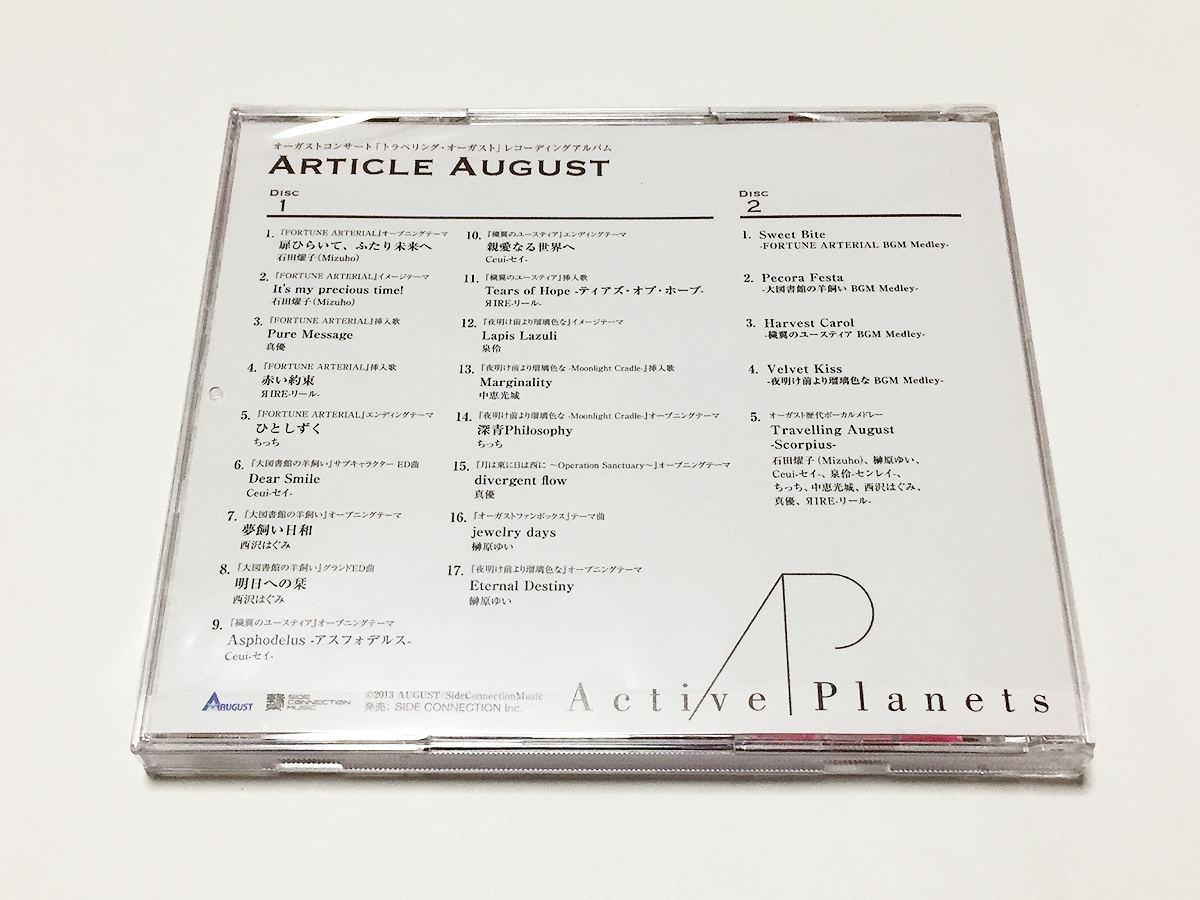 オーガストコンサート「トラベリング・オーガスト」レコーディングアルバム
ARTICLE AUGUST
DISC
1
1. 『FORTUNE ARTERIAL』オープニングテーマ
扉ひらいて、ふたり未来へ
石田燿子(Mizuho)
2. 『FORTUNE ARTERIAL』イメージテーマ
It's my precious time!
石田燿子(Mizuho)
3. 『FORTUNE ARTERIAL』挿入歌
Pure Message
真優
4. 『FORTUNE ARTERIAL』挿入歌
赤い約束
ЯIRE-リール-
5. 『FORTUNE ARTERIAL』エンディングテーマ
ひとしずく
ちっち
6. 『大図書館の羊飼い』サブキャラクター ED曲
Dear Smile
Ceui-セイ-
7. 『大図書館の羊飼い』オープニングテーマ
夢飼い日和
西沢はぐみ
8. 『大図書館の羊飼い』グランドED曲
明日への栞
西沢はぐみ
9. 『穢翼のユースティア』オープニングテーマ
Asphodelus -アスフォデルス-
Ceui-セイ-
10. 『穢翼のユースティア』エンディングテーマ
親愛なる世界へ
Ceui-セイ-
11. 『穢翼のユースティア』挿入歌
Tears of Hope -ティアズ・オブ・ホープ-
ЯIRE-リール-
12. 『夜明け前より瑠璃色な』イメージテーマ
Lapis Lazuli
泉伶
13. 『夜明け前より瑠璃色な -Moonlight Cradle-』挿入歌
Marginality
中恵光城
14. 『夜明け前より瑠璃色な -Moonlight Cradle-』オープニングテーマ
深青Philosophy
ちっち
15. 『月は東に日は西に ～Operation Sanctuary～』オープニングテーマ
divergent flow
真優
16. 『オーガストファンボックス』テーマ曲
jewelry days
榊原ゆい
17. 『夜明け前より瑠璃色な』オープニングテーマ
Eternal Destiny
榊原ゆい
DISC
2
1. Sweet Bite
-FORTUNE ARTERIAL BGM Medley-
2. Pecora Festa
-大図書館の羊飼い BGM Medley-
3. Harvest Carol
-穢翼のユースティア BGM Medley-
4. Velvet Kiss
-夜明け前より瑠璃色な BGM Medley-
5. オーガスト歴代ボーカルメドレー
Travelling August
-Scorpius-
石田燿子(Mizuho)、榊原ゆい、
Ceui-セイ-、泉伶-センレイ-、
ちっち、中恵光城、西沢はぐみ、
真優、ЯIRE-リール-
AP
Active Planets
AUGUST
SIDE CONNECTION MUSIC
©2013 AUGUST/SideConnectionMusic
発売: SIDE CONNECTION inc.